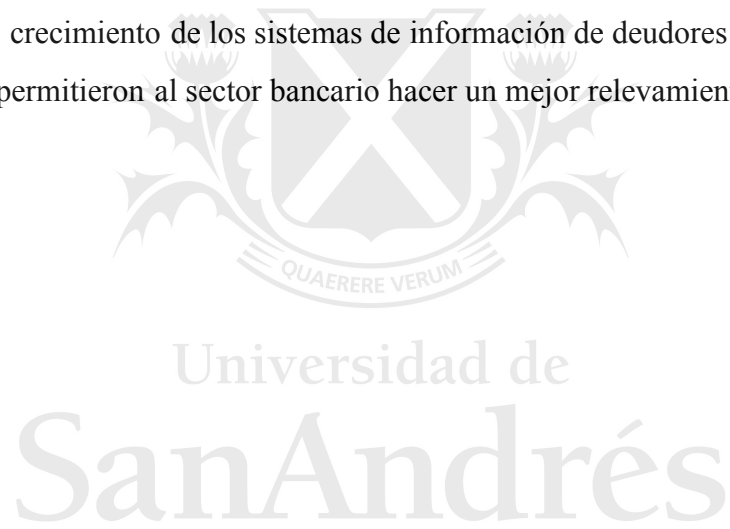 crecimiento de los sistemas de información de deudores
permitieron al sector bancario hacer un mejor relevamien
QUAERERE VERUM
Universidad de
SanAndrés